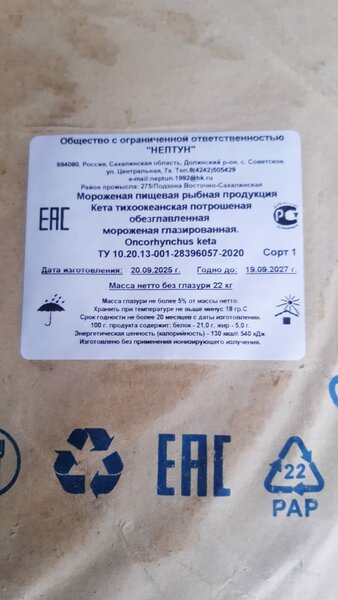 Общество с ограниченной ответственностью
"НЕПТУН"
694080, Россия, Сахалинская область, Долинский р-он. с. Советское.
ул. Центральная, 7а. Тел.8(4242)505429
e-mail.neptun.1992@bk.ru
Район промысла: 275/Подзона Восточно-Сахалинская
Мороженая пищевая рыбная продукция
Кета тихоокеанская потрошеная
обезглавленная
мороженая глазированная.
Oncorhynchus keta
ТУ 10.20.13-001-28396057-2020 Сорт 1
EAC
РС
Дата изготовления: 20.09.2025 г. Годно до: 19.09.2027 г.
Масса нетто без глазури 22 кг
Масса глазури не более 5% от массы нетто.
Хранить при температуре не выше минус 18 гр.С
Срок годности не более 20 месяцев с даты изготовления.
100 г. продукта содержит: белок - 21,0 г. жир - 5,0 г.
Энергетическая ценность (калорийность) - 130 ккал\ 540 кДж.
Изготовлено без применения ионизирующего излучения.
EAC
22
PAP